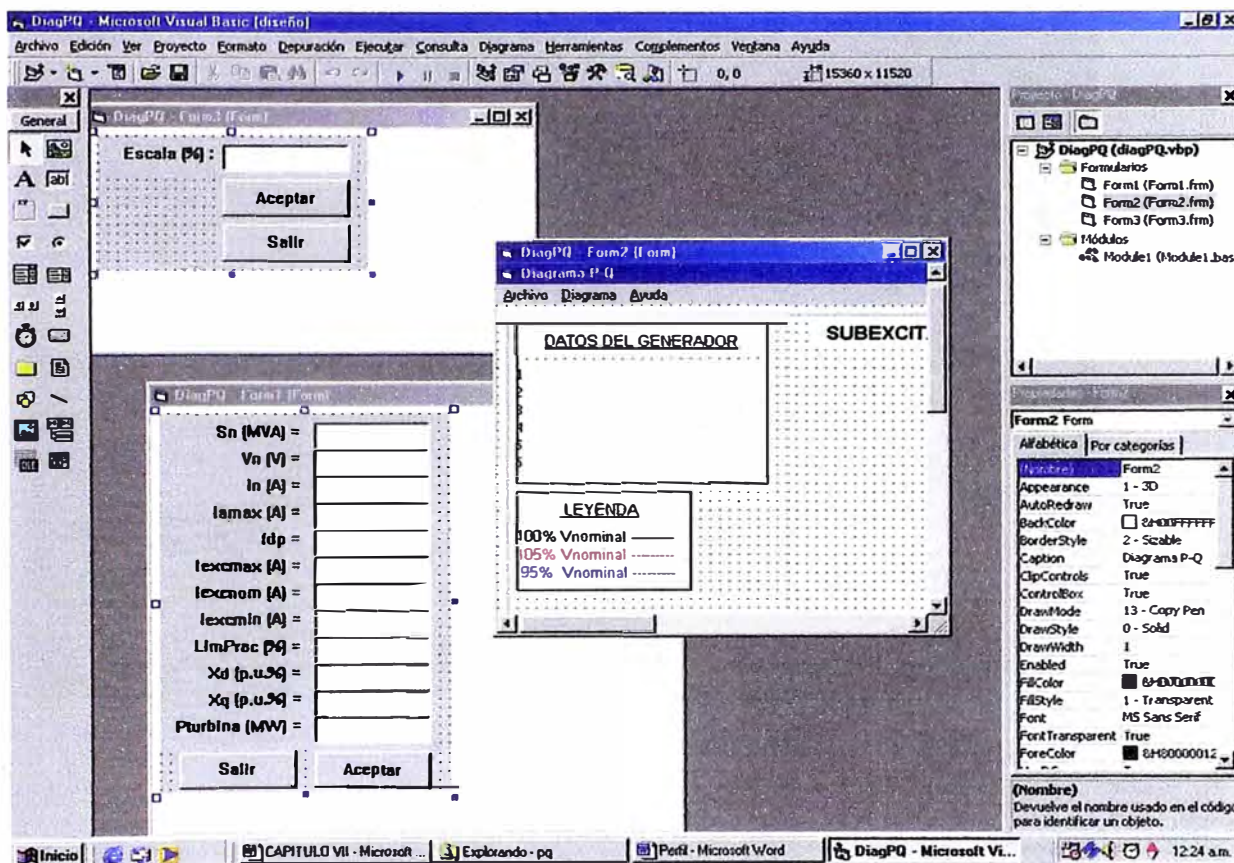 DiagPQ - Microsoft Visual Basic [diseño]
Archivo Edición Ver Proyecto Formato Depuración Ejecutar Consulta Diagrama Herramientas Complementos Ventana Ayuda
0, 0
15360 x 11520
General
DiagPQ - Form3 (Form)
Escala (%) :
Aceptar
Salir
DiagPQ - Form2 (Form)
Diagrama P-Q
Archivo Diagrama Ayuda
DATOS DEL GENERADOR
SUBEXCIT
1
2
3
4
5
6
LEYENDA
100% Vnominal
105% Vnominal
95% Vnominal
DiagPQ - Form1 (Form)
Sn (MVA) =
Vn (V) =
In (A) =
Iamax (A) =
fdp =
Iexcmax (A) =
Iexcnom (A) =
Iexcmin (A) =
LimPrac (%) =
Xd (p.u.%) =
Xq (p.u.%) =
Pturbina (MW) =
Salir
Aceptar
Proyecto - DiagPQ
DiagPQ (diagPQ.vbp)
Formularios
Form1 (Form1.frm)
Form2 (Form2.frm)
Form3 (Form3.frm)
Módulos
Module1 (Module1.bas
Propiedades - Form2
Form2 Form
Alfabética Por categorías
(Nombre) Form2
Appearance 1 - 3D
AutoRedraw True
BackColor &H00FFFFFF
BorderStyle 2 - Sizable
Caption Diagrama P-Q
ClipControls True
ControlBox True
DrawMode 13 - Copy Pen
DrawStyle 0 - Solid
DrawWidth 1
Enabled True
FillColor
FillStyle 1 - Transparent
Font MS Sans Serif
FontTransparent True
ForeColor &H80000012
(Nombre)
Devuelve el nombre usado en el código
para identificar un objeto.
Inicio
CAPITULO VII - Microsoft ...
Explorando - pq
Perfil - Microsoft Word
DiagPQ - Microsoft Vi...
12:24 a.m.